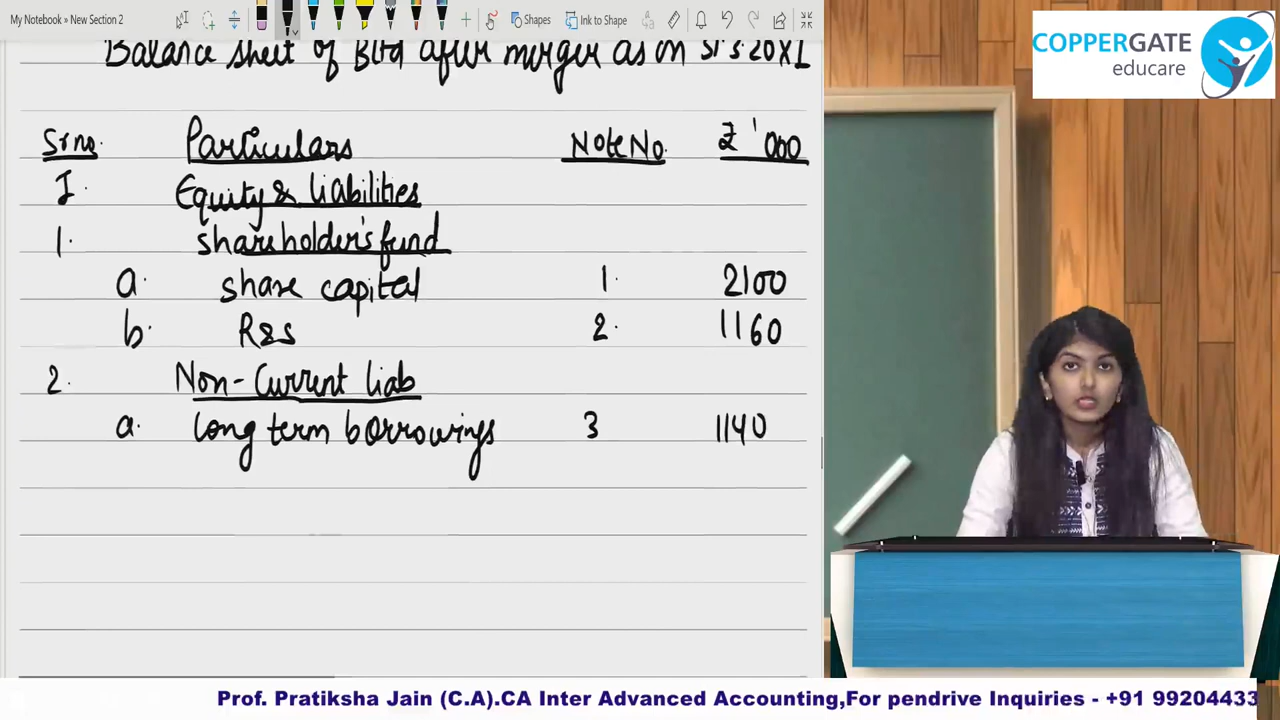 My Notebook » New Section 2
Shapes
Ink to Shape
COPPERGATE
educare
Balance sheet of B ltd after merger as on 31.3.20X1
Sr no. Particulars Note No. ₹ '000
I. Equity & liabilities
1. shareholder's fund
a. share capital 1. 2100
b. R&S 2. 1160
2. Non-Current liab
a. long term borrowings 3 1140
Prof. Pratiksha Jain (C.A).CA Inter Advanced Accounting,For pendrive Inquiries - +91 99204433